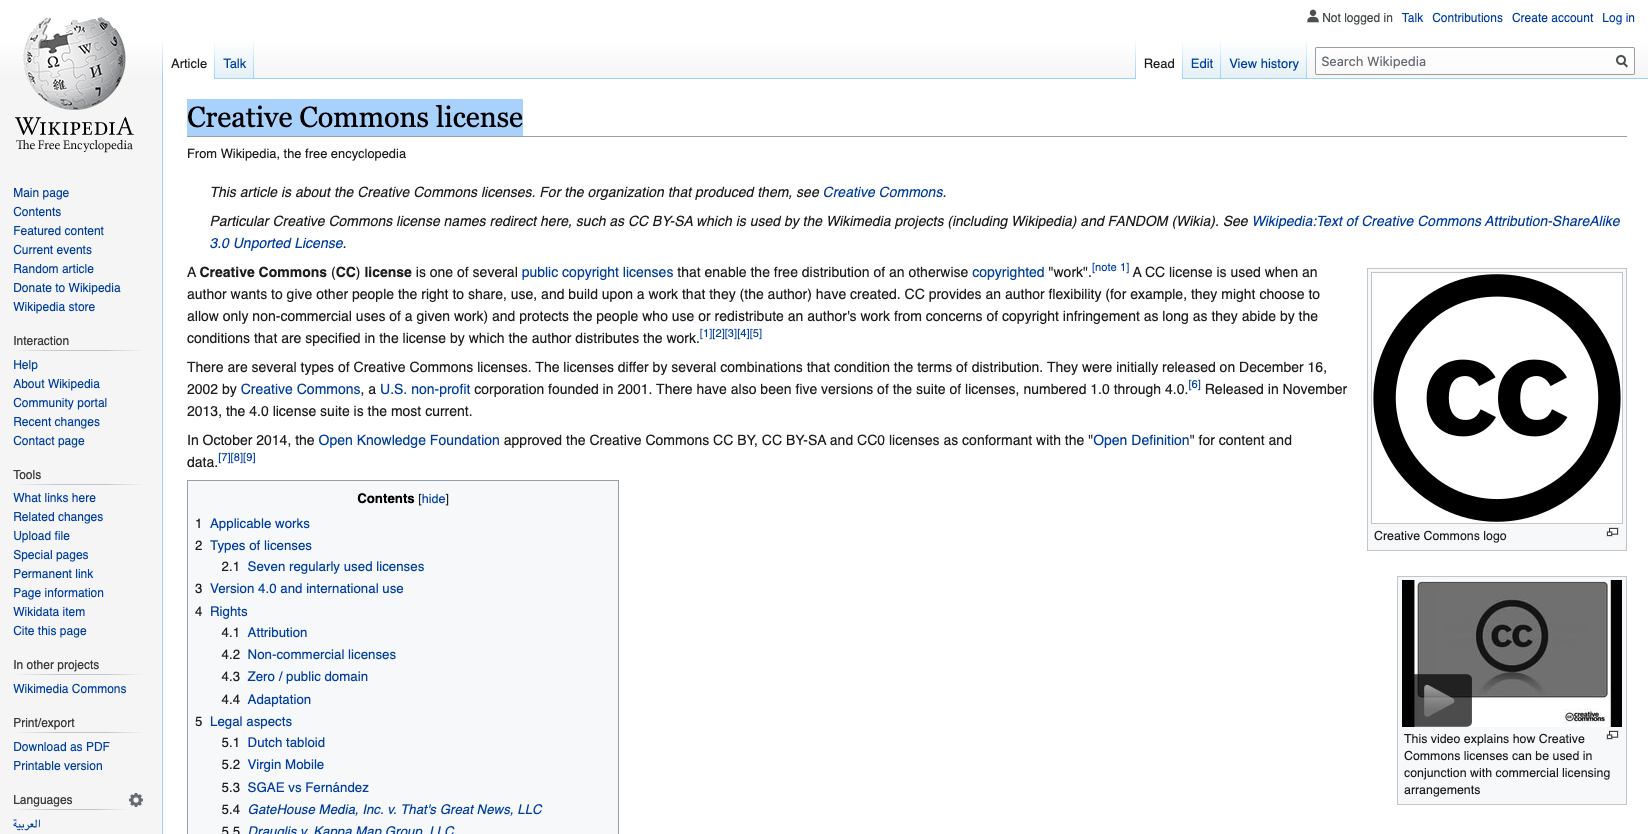 Not logged in Talk Contributions Create account Log in
Article Talk Read Edit View history Search Wikipedia
Ω W И 維
WIKIPEDIA
The Free Encyclopedia
Main page
Contents
Featured content
Current events
Random article
Donate to Wikipedia
Wikipedia store
Interaction
Help
About Wikipedia
Community portal
Recent changes
Contact page
Tools
What links here
Related changes
Upload file
Special pages
Permanent link
Page information
Wikidata item
Cite this page
In other projects
Wikimedia Commons
Print/export
Download as PDF
Printable version
Languages
العربية
Creative Commons license
From Wikipedia, the free encyclopedia
This article is about the Creative Commons licenses. For the organization that produced them, see Creative Commons.
Particular Creative Commons license names redirect here, such as CC BY-SA which is used by the Wikimedia projects (including Wikipedia) and FANDOM (Wikia). See Wikipedia:Text of Creative Commons Attribution-ShareAlike
3.0 Unported License.
A Creative Commons (CC) license is one of several public copyright licenses that enable the free distribution of an otherwise copyrighted "work".[note 1] A CC license is used when an
author wants to give other people the right to share, use, and build upon a work that they (the author) have created. CC provides an author flexibility (for example, they might choose to
allow only non-commercial uses of a given work) and protects the people who use or redistribute an author's work from concerns of copyright infringement as long as they abide by the
conditions that are specified in the license by which the author distributes the work.[1][2][3][4][5]
There are several types of Creative Commons licenses. The licenses differ by several combinations that condition the terms of distribution. They were initially released on December 16,
2002 by Creative Commons, a U.S. non-profit corporation founded in 2001. There have also been five versions of the suite of licenses, numbered 1.0 through 4.0.[6] Released in November
2013, the 4.0 license suite is the most current.
In October 2014, the Open Knowledge Foundation approved the Creative Commons CC BY, CC BY-SA and CC0 licenses as conformant with the "Open Definition" for content and
data.[7][8][9]
Contents [hide]
1 Applicable works
2 Types of licenses
2.1 Seven regularly used licenses
3 Version 4.0 and international use
4 Rights
4.1 Attribution
4.2 Non-commercial licenses
4.3 Zero / public domain
4.4 Adaptation
5 Legal aspects
5.1 Dutch tabloid
5.2 Virgin Mobile
5.3 SGAE vs Fernández
5.4 GateHouse Media, Inc. v. That's Great News, LLC
5.5 Drauglis v. Kappa Map Group, LLC
cc
Creative Commons logo
cc
cc creative
commons
This video explains how Creative
Commons licenses can be used in
conjunction with commercial licensing
arrangements